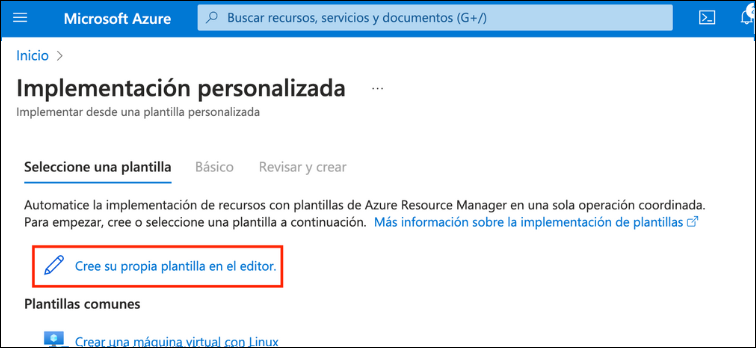 Microsoft Azure
Buscar recursos, servicios y documentos (G+/)
Inicio >
Implementación personalizada ...
Implementar desde una plantilla personalizada
Seleccione una plantilla Básico Revisar y crear
Automatice la implementación de recursos con plantillas de Azure Resource Manager en una sola operación coordinada.
Para empezar, cree o seleccione una plantilla a continuación. Más información sobre la implementación de plantillas
Cree su propia plantilla en el editor.
Plantillas comunes
Crear una máquina virtual con Linux